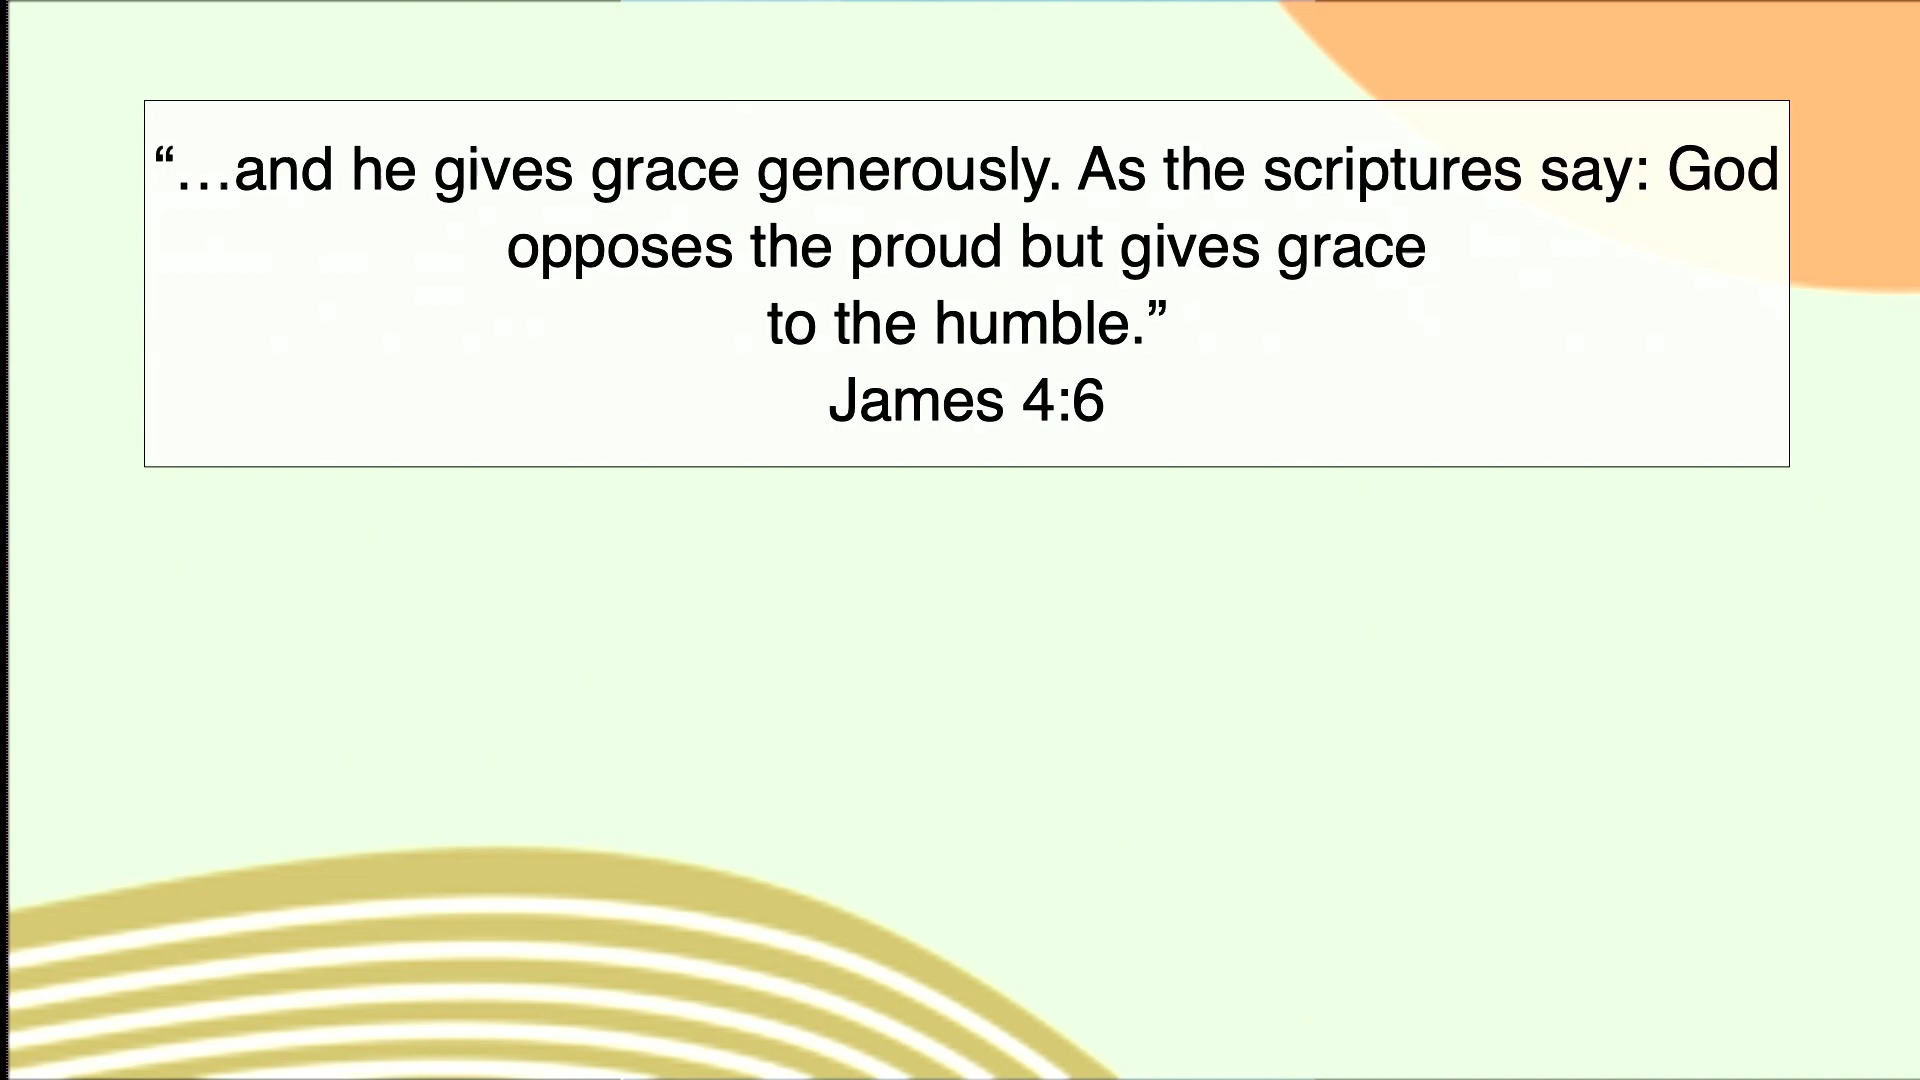 “…and he gives grace generously. As the scriptures say: God
opposes the proud but gives grace
to the humble.”
James 4:6